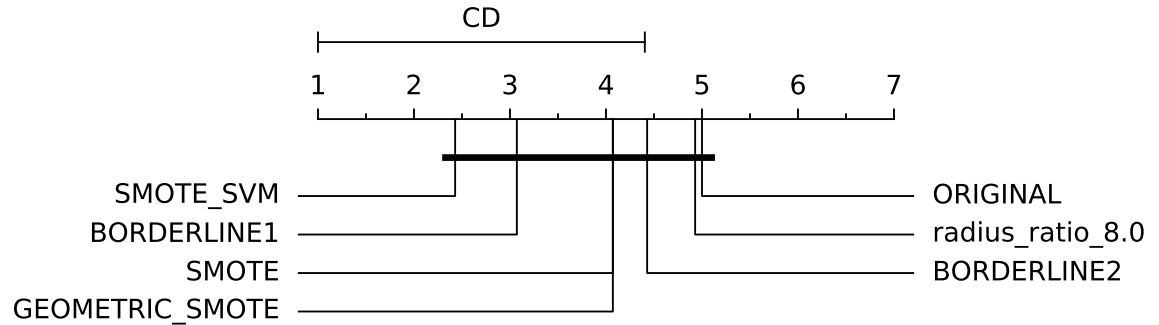 CD
1 2 3 4 5 6 7
SMOTE_SVM
ORIGINAL
BORDERLINE1
radius_ratio_8.0
SMOTE
BORDERLINE2
GEOMETRIC_SMOTE